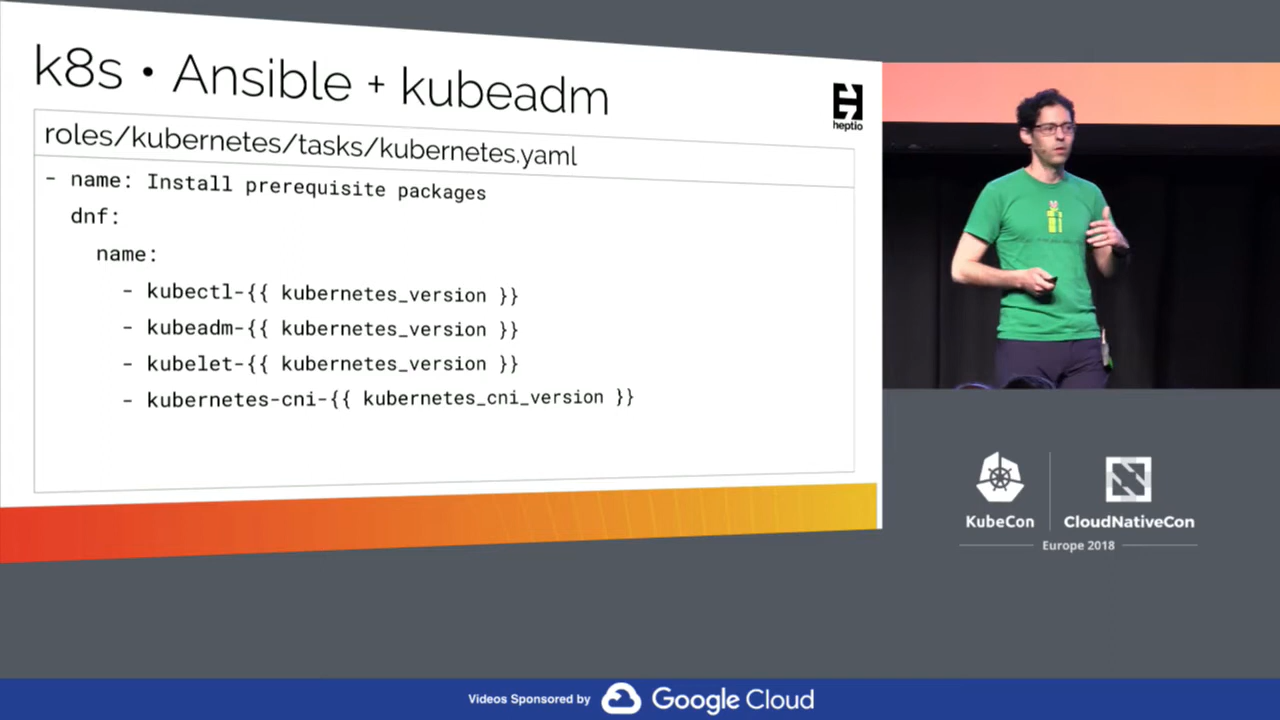 k8s • Ansible + kubeadm
heptio
roles/kubernetes/tasks/kubernetes.yaml
- name: Install prerequisite packages
dnf:
name:
- kubectl-{{ kubernetes_version }}
- kubeadm-{{ kubernetes_version }}
- kubelet-{{ kubernetes_version }}
- kubernetes-cni-{{ kubernetes_cni_version }}
KubeCon
CloudNativeCon
Europe 2018
Videos Sponsored by Google Cloud